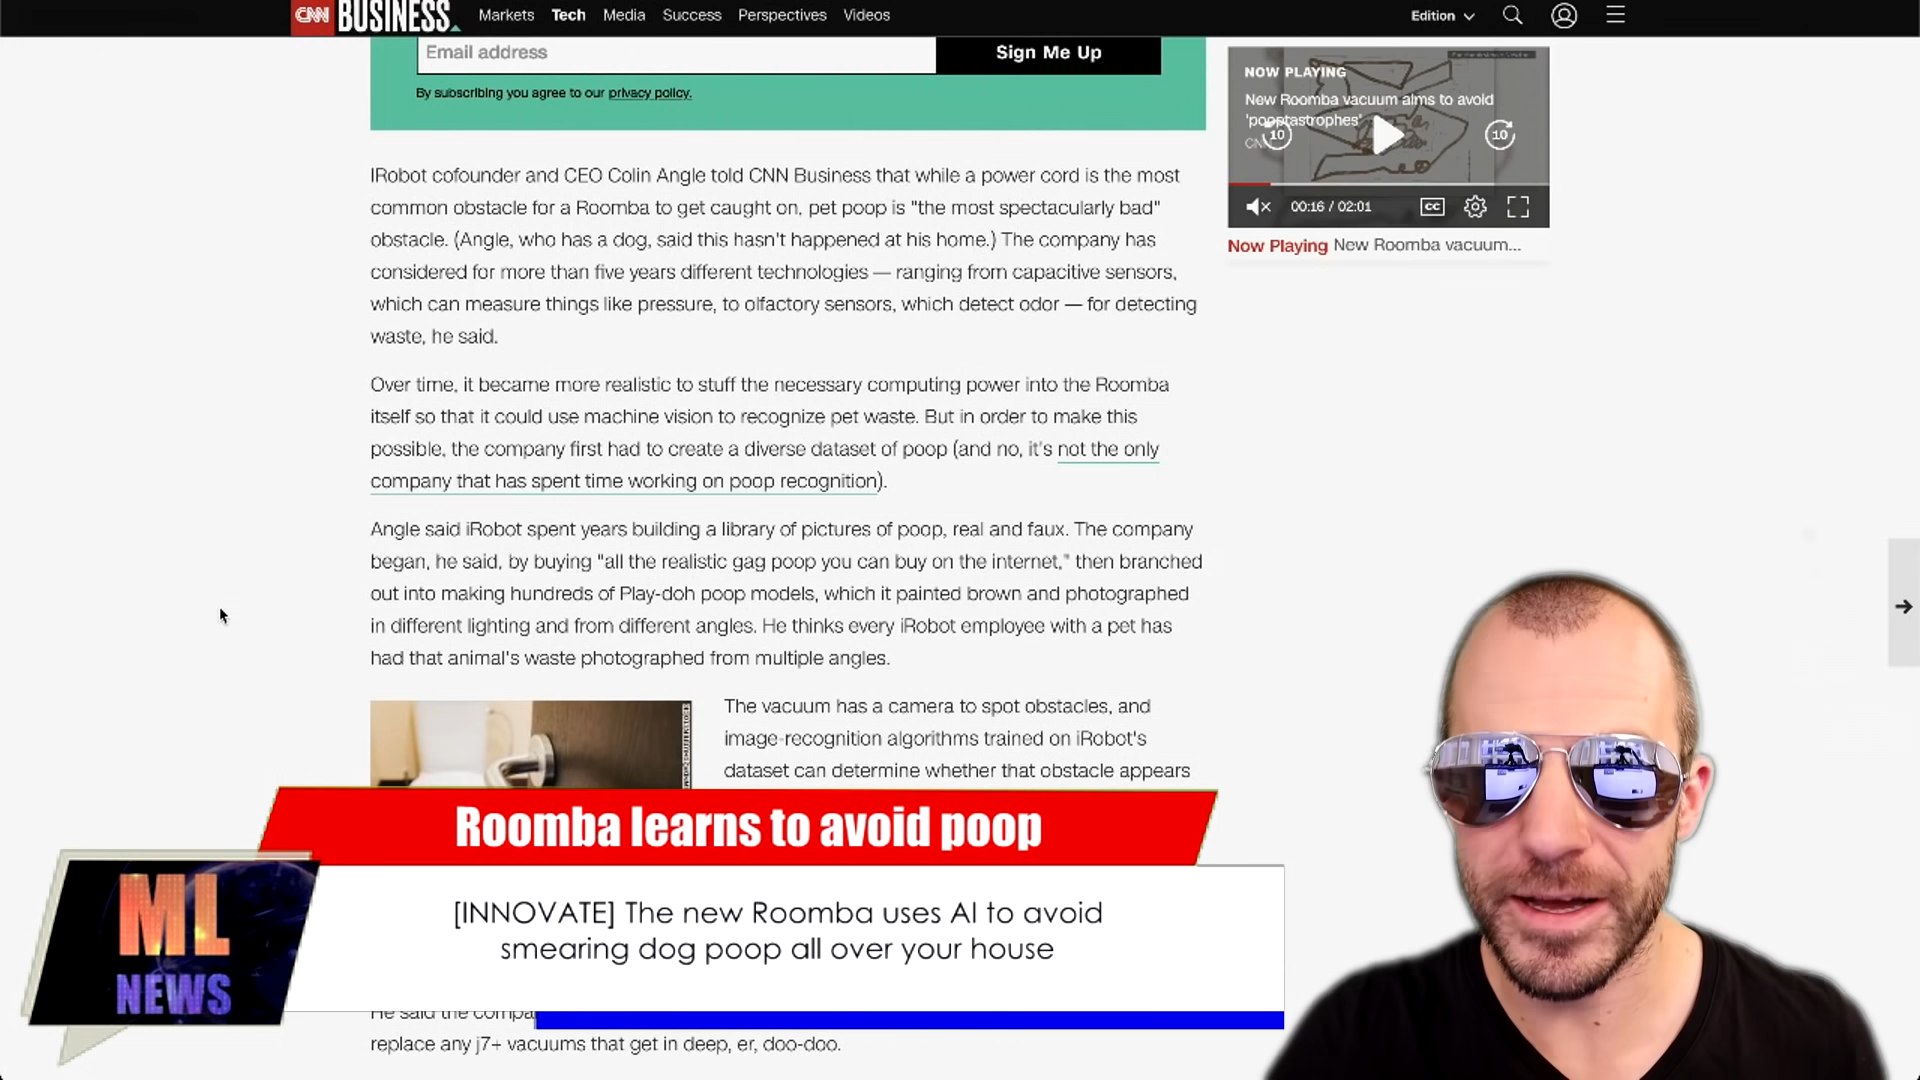 CNN BUSINESS
Markets Tech Media Success Perspectives Videos
Edition
Email address
Sign Me Up
By subscribing you agree to our privacy policy.
NOW PLAYING
New Roomba vacuum aims to avoid
'pooptastrophes'
CNN
10
10
00:16 / 02:01
CC
Now Playing New Roomba vacuum...
IRobot cofounder and CEO Colin Angle told CNN Business that while a power cord is the most
common obstacle for a Roomba to get caught on, pet poop is "the most spectacularly bad"
obstacle. (Angle, who has a dog, said this hasn't happened at his home.) The company has
considered for more than five years different technologies — ranging from capacitive sensors,
which can measure things like pressure, to olfactory sensors, which detect odor — for detecting
waste, he said.
Over time, it became more realistic to stuff the necessary computing power into the Roomba
itself so that it could use machine vision to recognize pet waste. But in order to make this
possible, the company first had to create a diverse dataset of poop (and no, it's not the only
company that has spent time working on poop recognition).
Angle said iRobot spent years building a library of pictures of poop, real and faux. The company
began, he said, by buying "all the realistic gag poop you can buy on the internet," then branched
out into making hundreds of Play-doh poop models, which it painted brown and photographed
in different lighting and from different angles. He thinks every iRobot employee with a pet has
had that animal's waste photographed from multiple angles.
The vacuum has a camera to spot obstacles, and
image-recognition algorithms trained on iRobot's
dataset can determine whether that obstacle appears
Roomba learns to avoid poop
[INNOVATE] The new Roomba uses AI to avoid
smearing dog poop all over your house
ML
NEWS
He said the compa
replace any j7+ vacuums that get in deep, er, doo-doo.